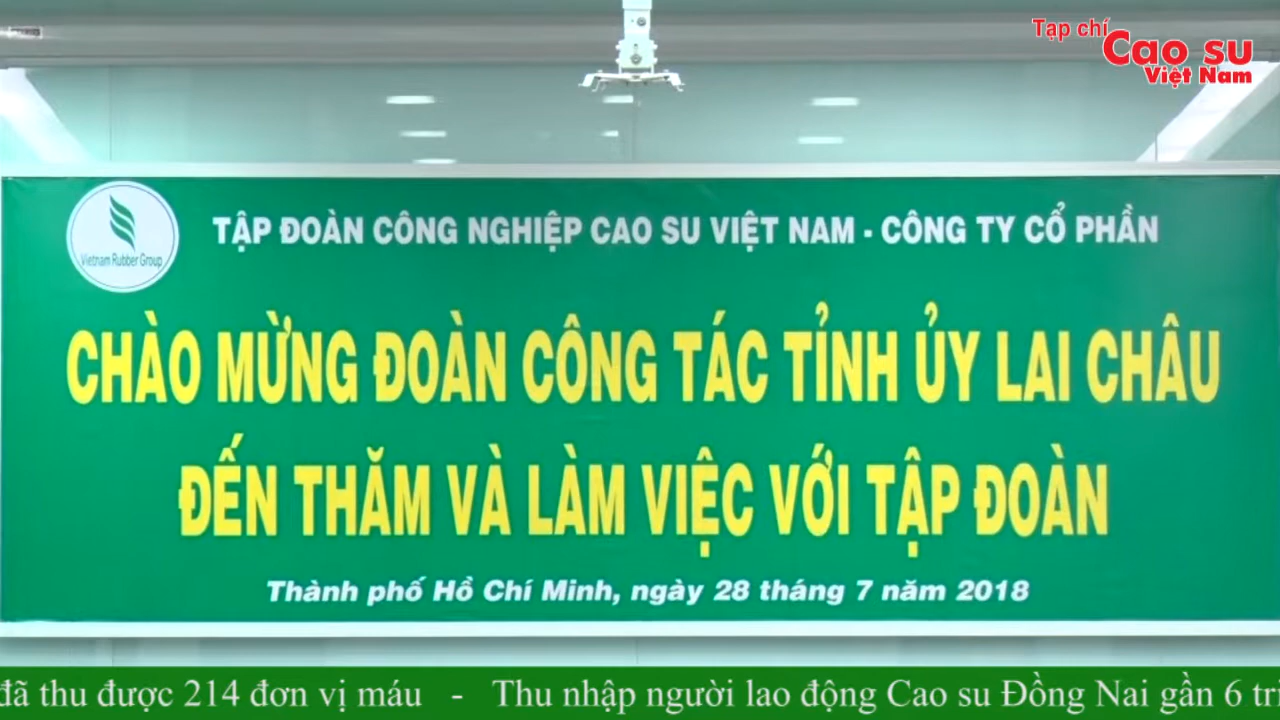 Tạp chí
Cao su
Việt Nam
Vietnam Rubber Group
TẬP ĐOÀN CÔNG NGHIỆP CAO SU VIỆT NAM - CÔNG TY CỔ PHẦN
CHÀO MỪNG ĐOÀN CÔNG TÁC TỈNH ỦY LAI CHÂU
ĐẾN THĂM VÀ LÀM VIỆC VỚI TẬP ĐOÀN
Thành phố Hồ Chí Minh, ngày 28 tháng 7 năm 2018
đã thu được 214 đơn vị máu - Thu nhập người lao động Cao su Đồng Nai gần 6